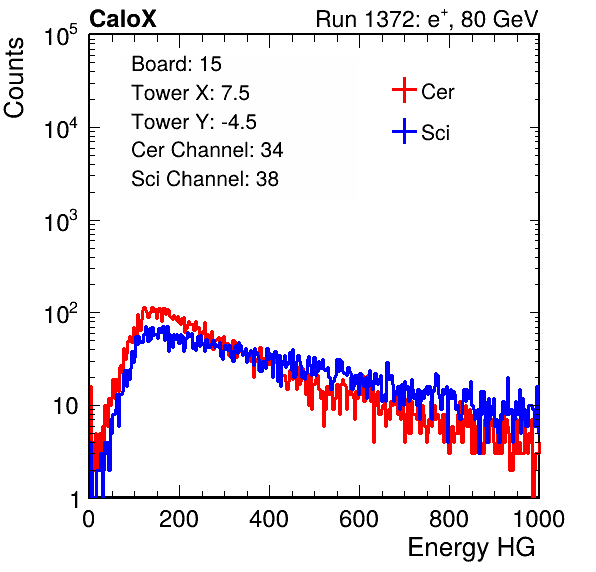 CaloX Run 1372: e⁺, 80 GeV
Counts
10⁵
10⁴
10³
10²
10
1
Board: 15
Tower X: 7.5
Tower Y: -4.5
Cer Channel: 34
Sci Channel: 38
Cer
Sci
0 200 400 600 800 1000
Energy HG